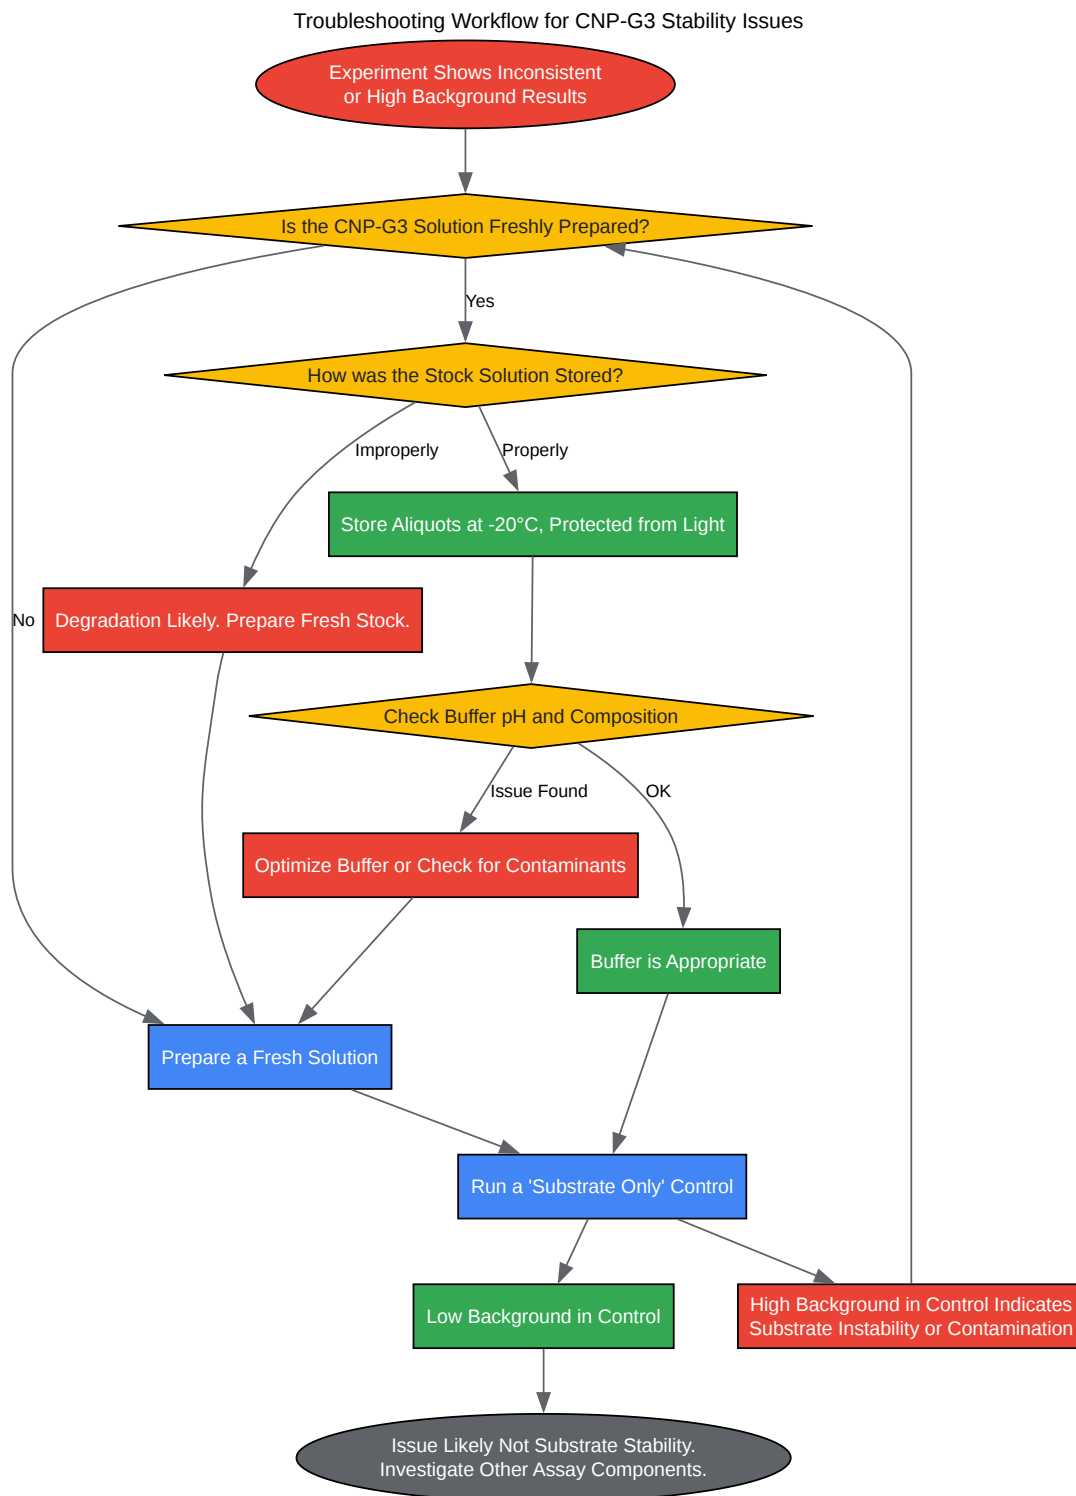 Troubleshooting Workflow for CNP-G3 Stability Issues
Experiment Shows Inconsistent
or High Background Results
Is the CNP-G3 Solution Freshly Prepared?
Yes
How was the Stock Solution Stored?
Improperly
Properly
Store Aliquots at -20°C, Protected from Light
No
Degradation Likely. Prepare Fresh Stock.
Check Buffer pH and Composition
Issue Found
OK
Optimize Buffer or Check for Contaminants
Buffer is Appropriate
Prepare a Fresh Solution
Run a 'Substrate Only' Control
Low Background in Control
High Background in Control Indicates
Substrate Instability or Contamination
Issue Likely Not Substrate Stability.
Investigate Other Assay Components.